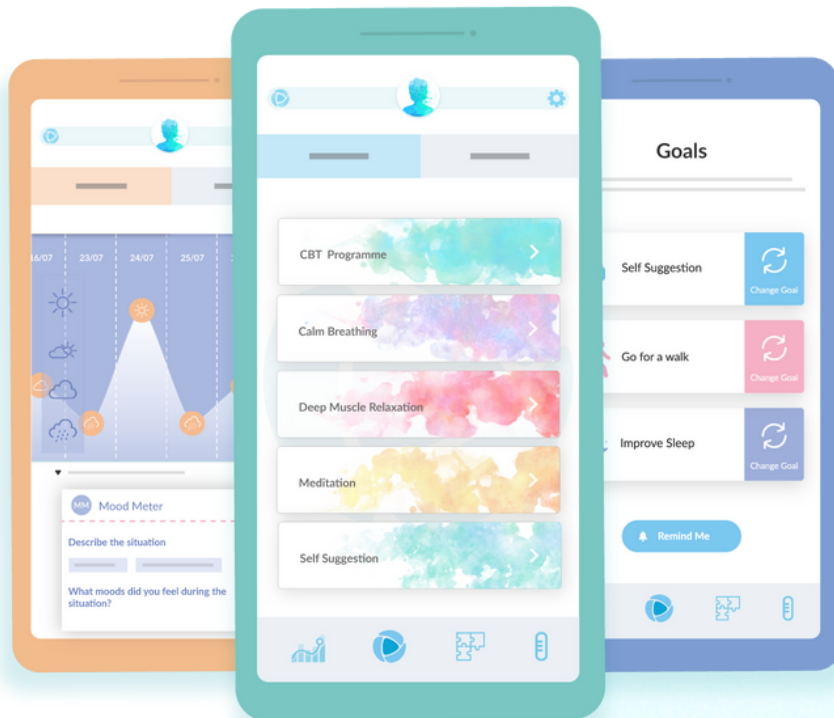 16/07
23/07
24/07
25/07
MM
Mood Meter
Describe the situation
What moods did you feel during the
situation?
CBT Programme
Calm Breathing
Deep Muscle Relaxation
Meditation
Self Suggestion
Goals
Self Suggestion
Change Goal
Go for a walk
Change Goal
Improve Sleep
Change Goal
Remind Me